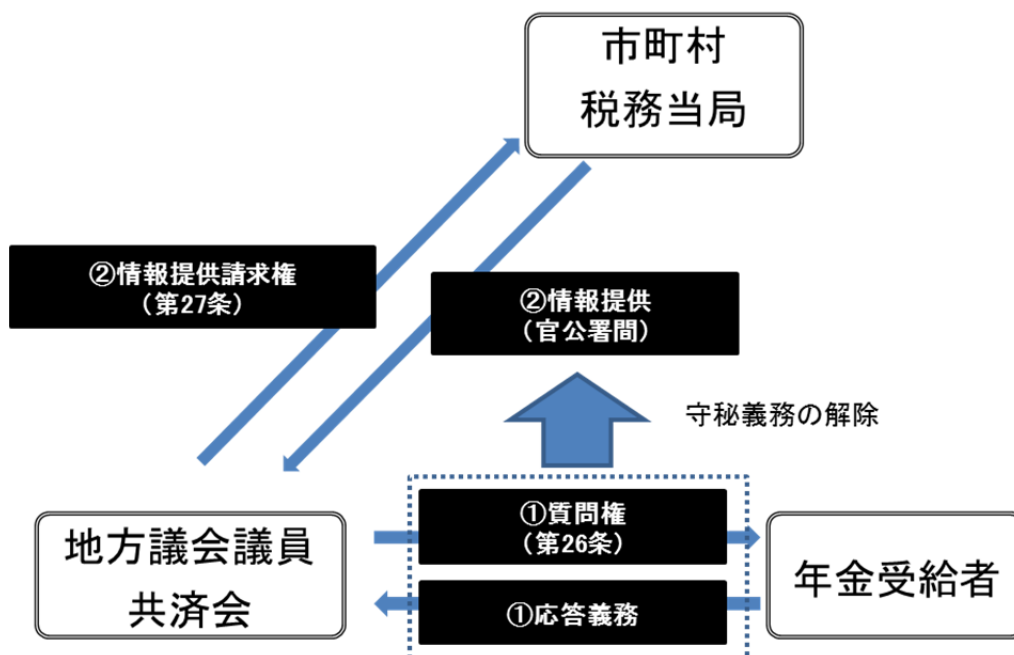 市町村
税務当局
②情報提供請求権
(第27条)
②情報提供
(官公署間)
守秘義務の解除
地方議会議員
共済会
①質問権
(第26条)
①応答義務
年金受給者